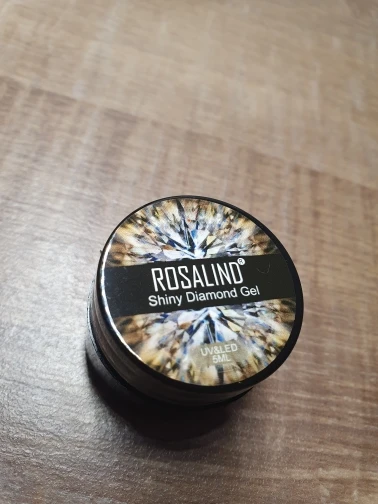 ROSALIND®
Shiny Diamond Gel
UV&LED
5ML